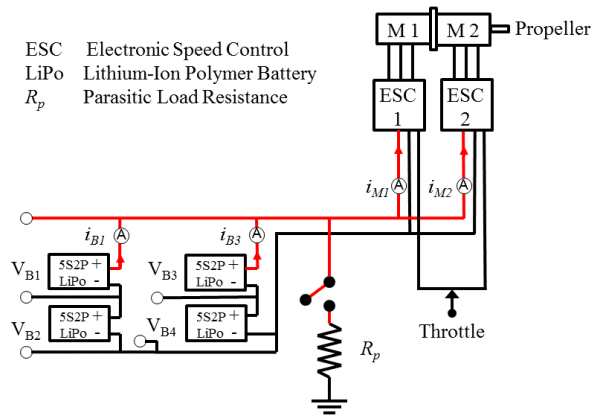 M 1 M 2 Propeller
ESC Electronic Speed Control
LiPo Lithium-Ion Polymer Battery
Rp Parasitic Load Resistance
ESC 1
ESC 2
iM1 A iM2 A
iB1 A iB3 A
VB1 5S2P + LiPo -
VB3 5S2P + LiPo -
VB2 5S2P + LiPo -
VB4 5S2P + LiPo -
Throttle
Rp